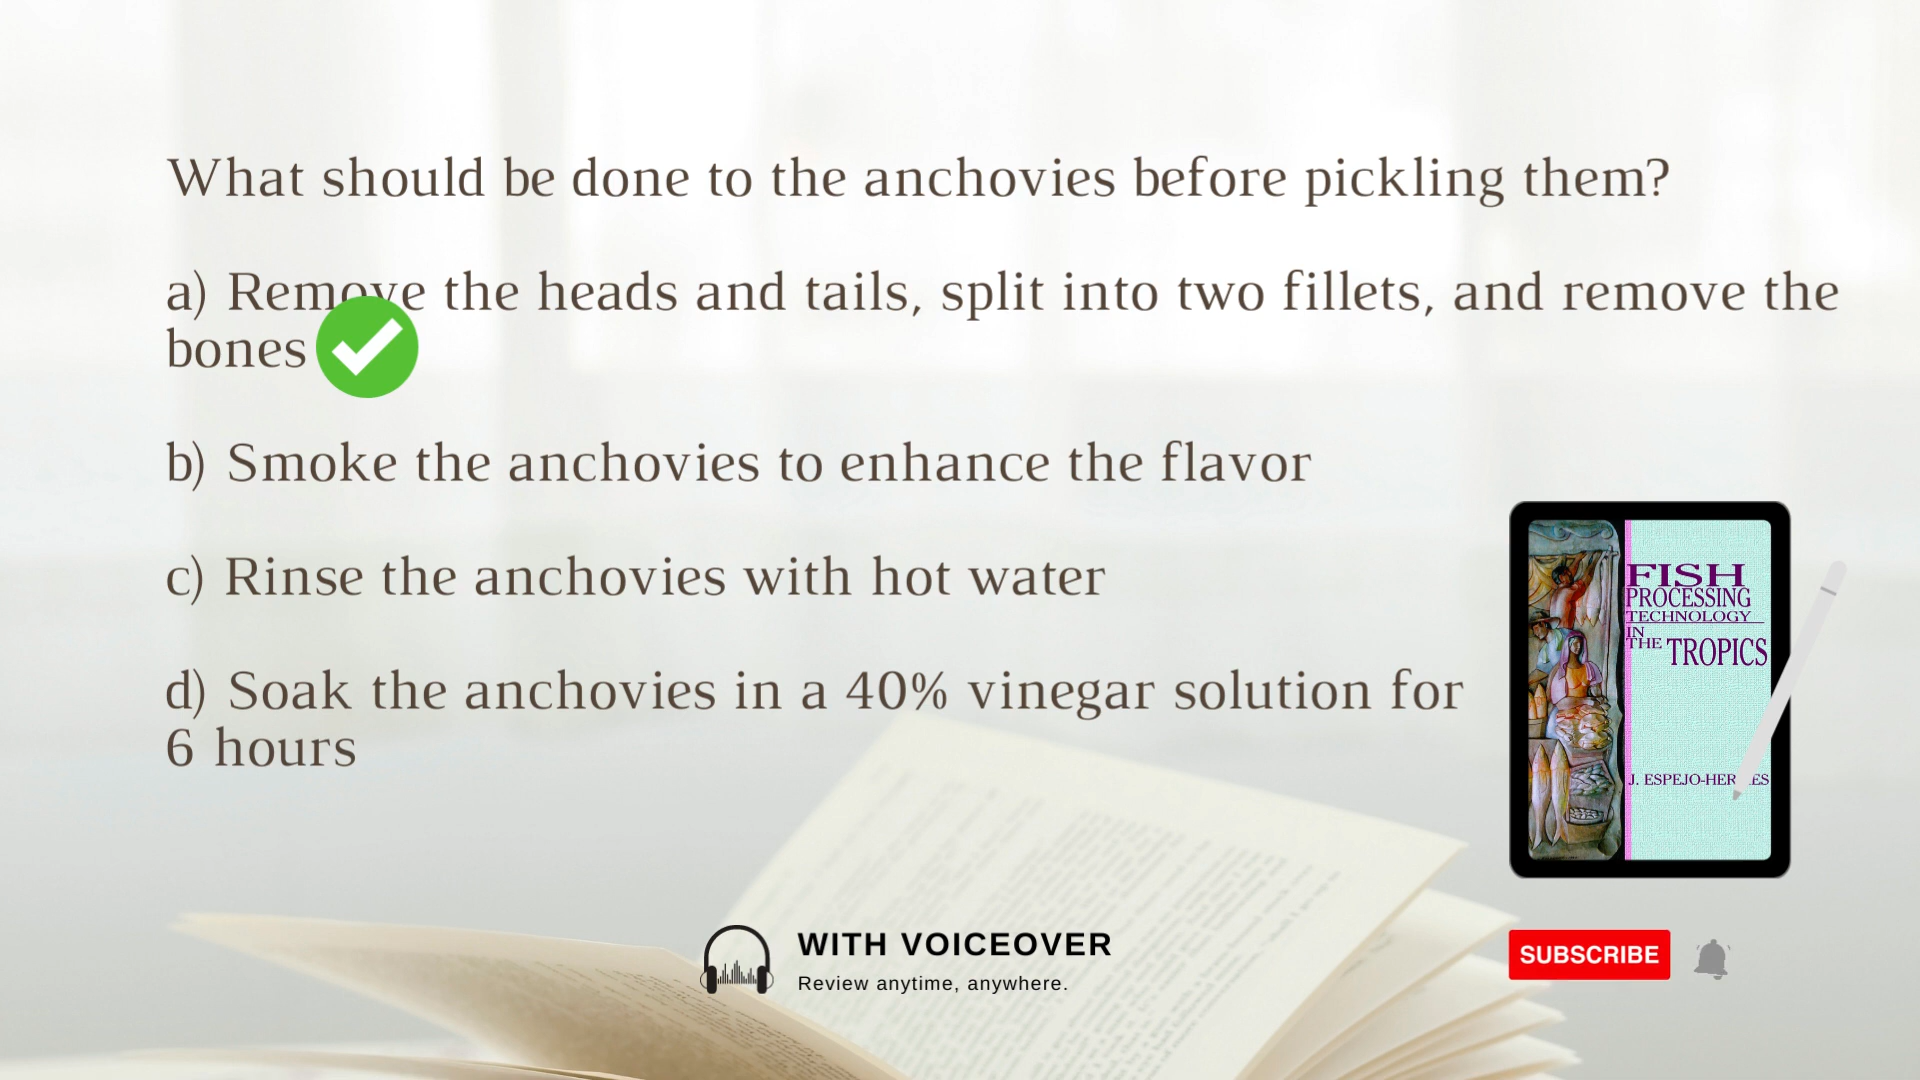 What should be done to the anchovies before pickling them?
a) Remove the heads and tails, split into two fillets, and remove the
bones
b) Smoke the anchovies to enhance the flavor
c) Rinse the anchovies with hot water
d) Soak the anchovies in a 40% vinegar solution for
6 hours
FISH
PROCESSING
TECHNOLOGY
IN
THE TROPICS
J. ESPEJO-HERMES
WITH VOICEOVER
Review anytime, anywhere.
SUBSCRIBE